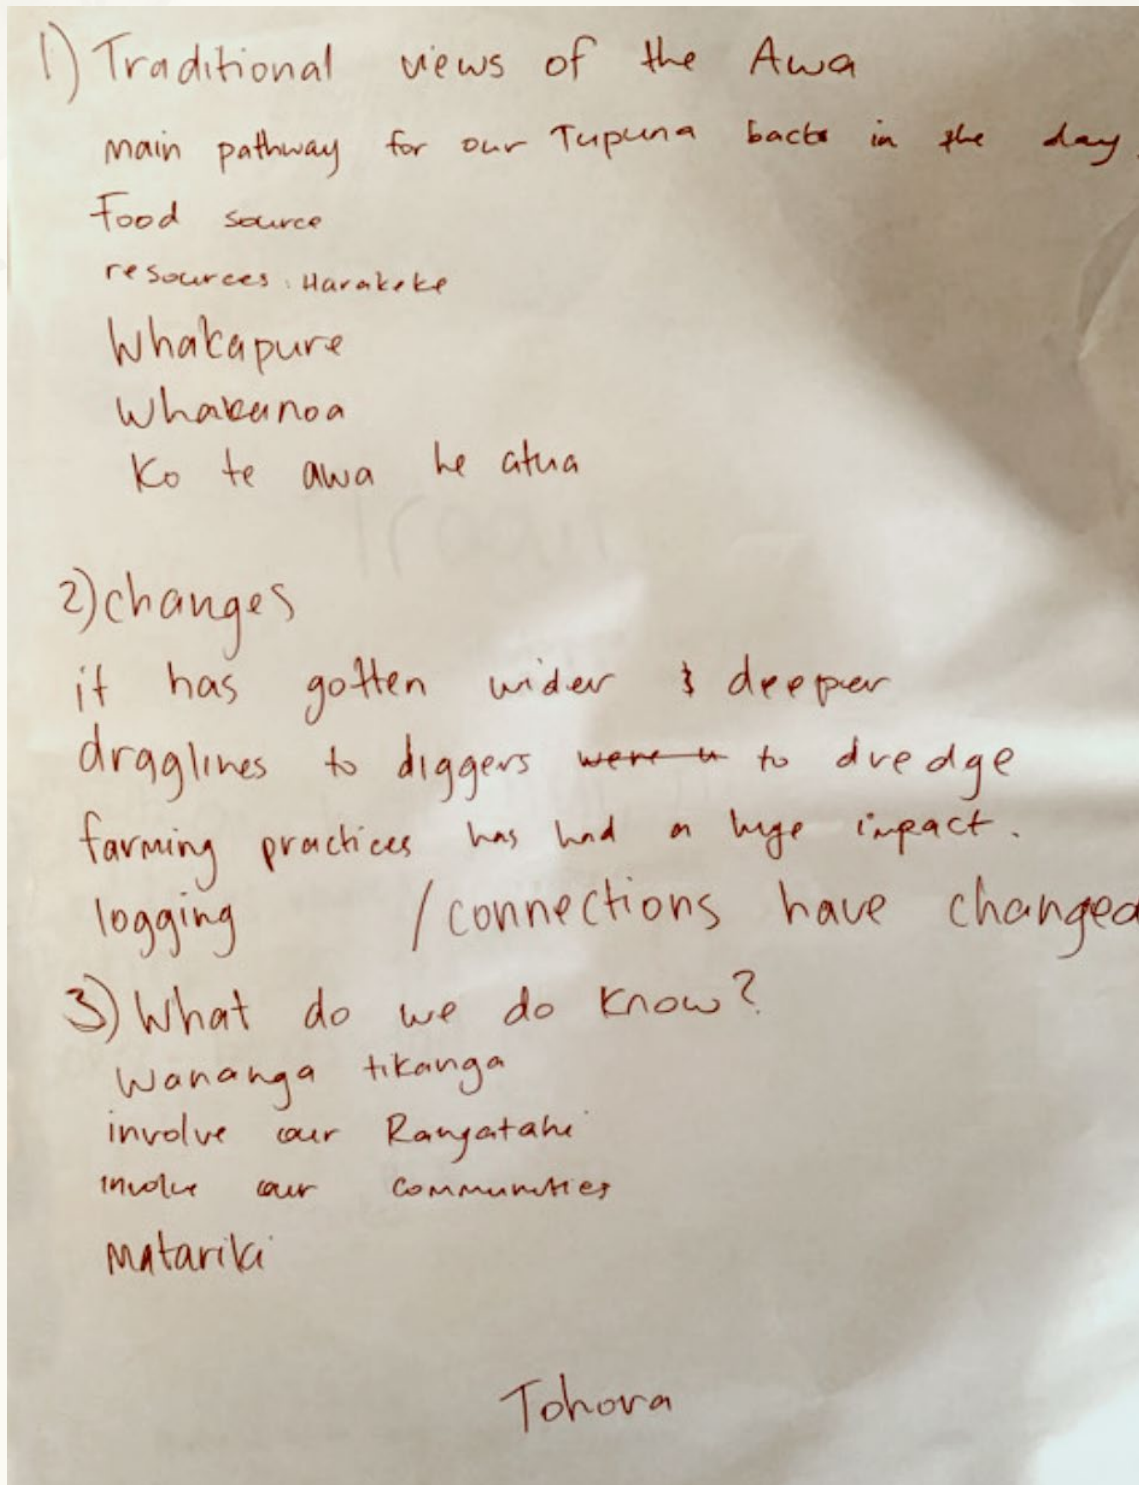 1) Traditional views of the Awa
main pathway for our Tupuna back in the day.
Food source
resources. Harakeke
Whakapure
Whakanoa
Ko te awa he atua
2) changes
it has gotten wider & deeper
draglines to diggers were u to dredge
farming practices has had a huge impact.
logging / connections have changed
3) What do we do know?
Wananga tikanga
involve our Rangatahi
involve our communities
Matariki
Tohora